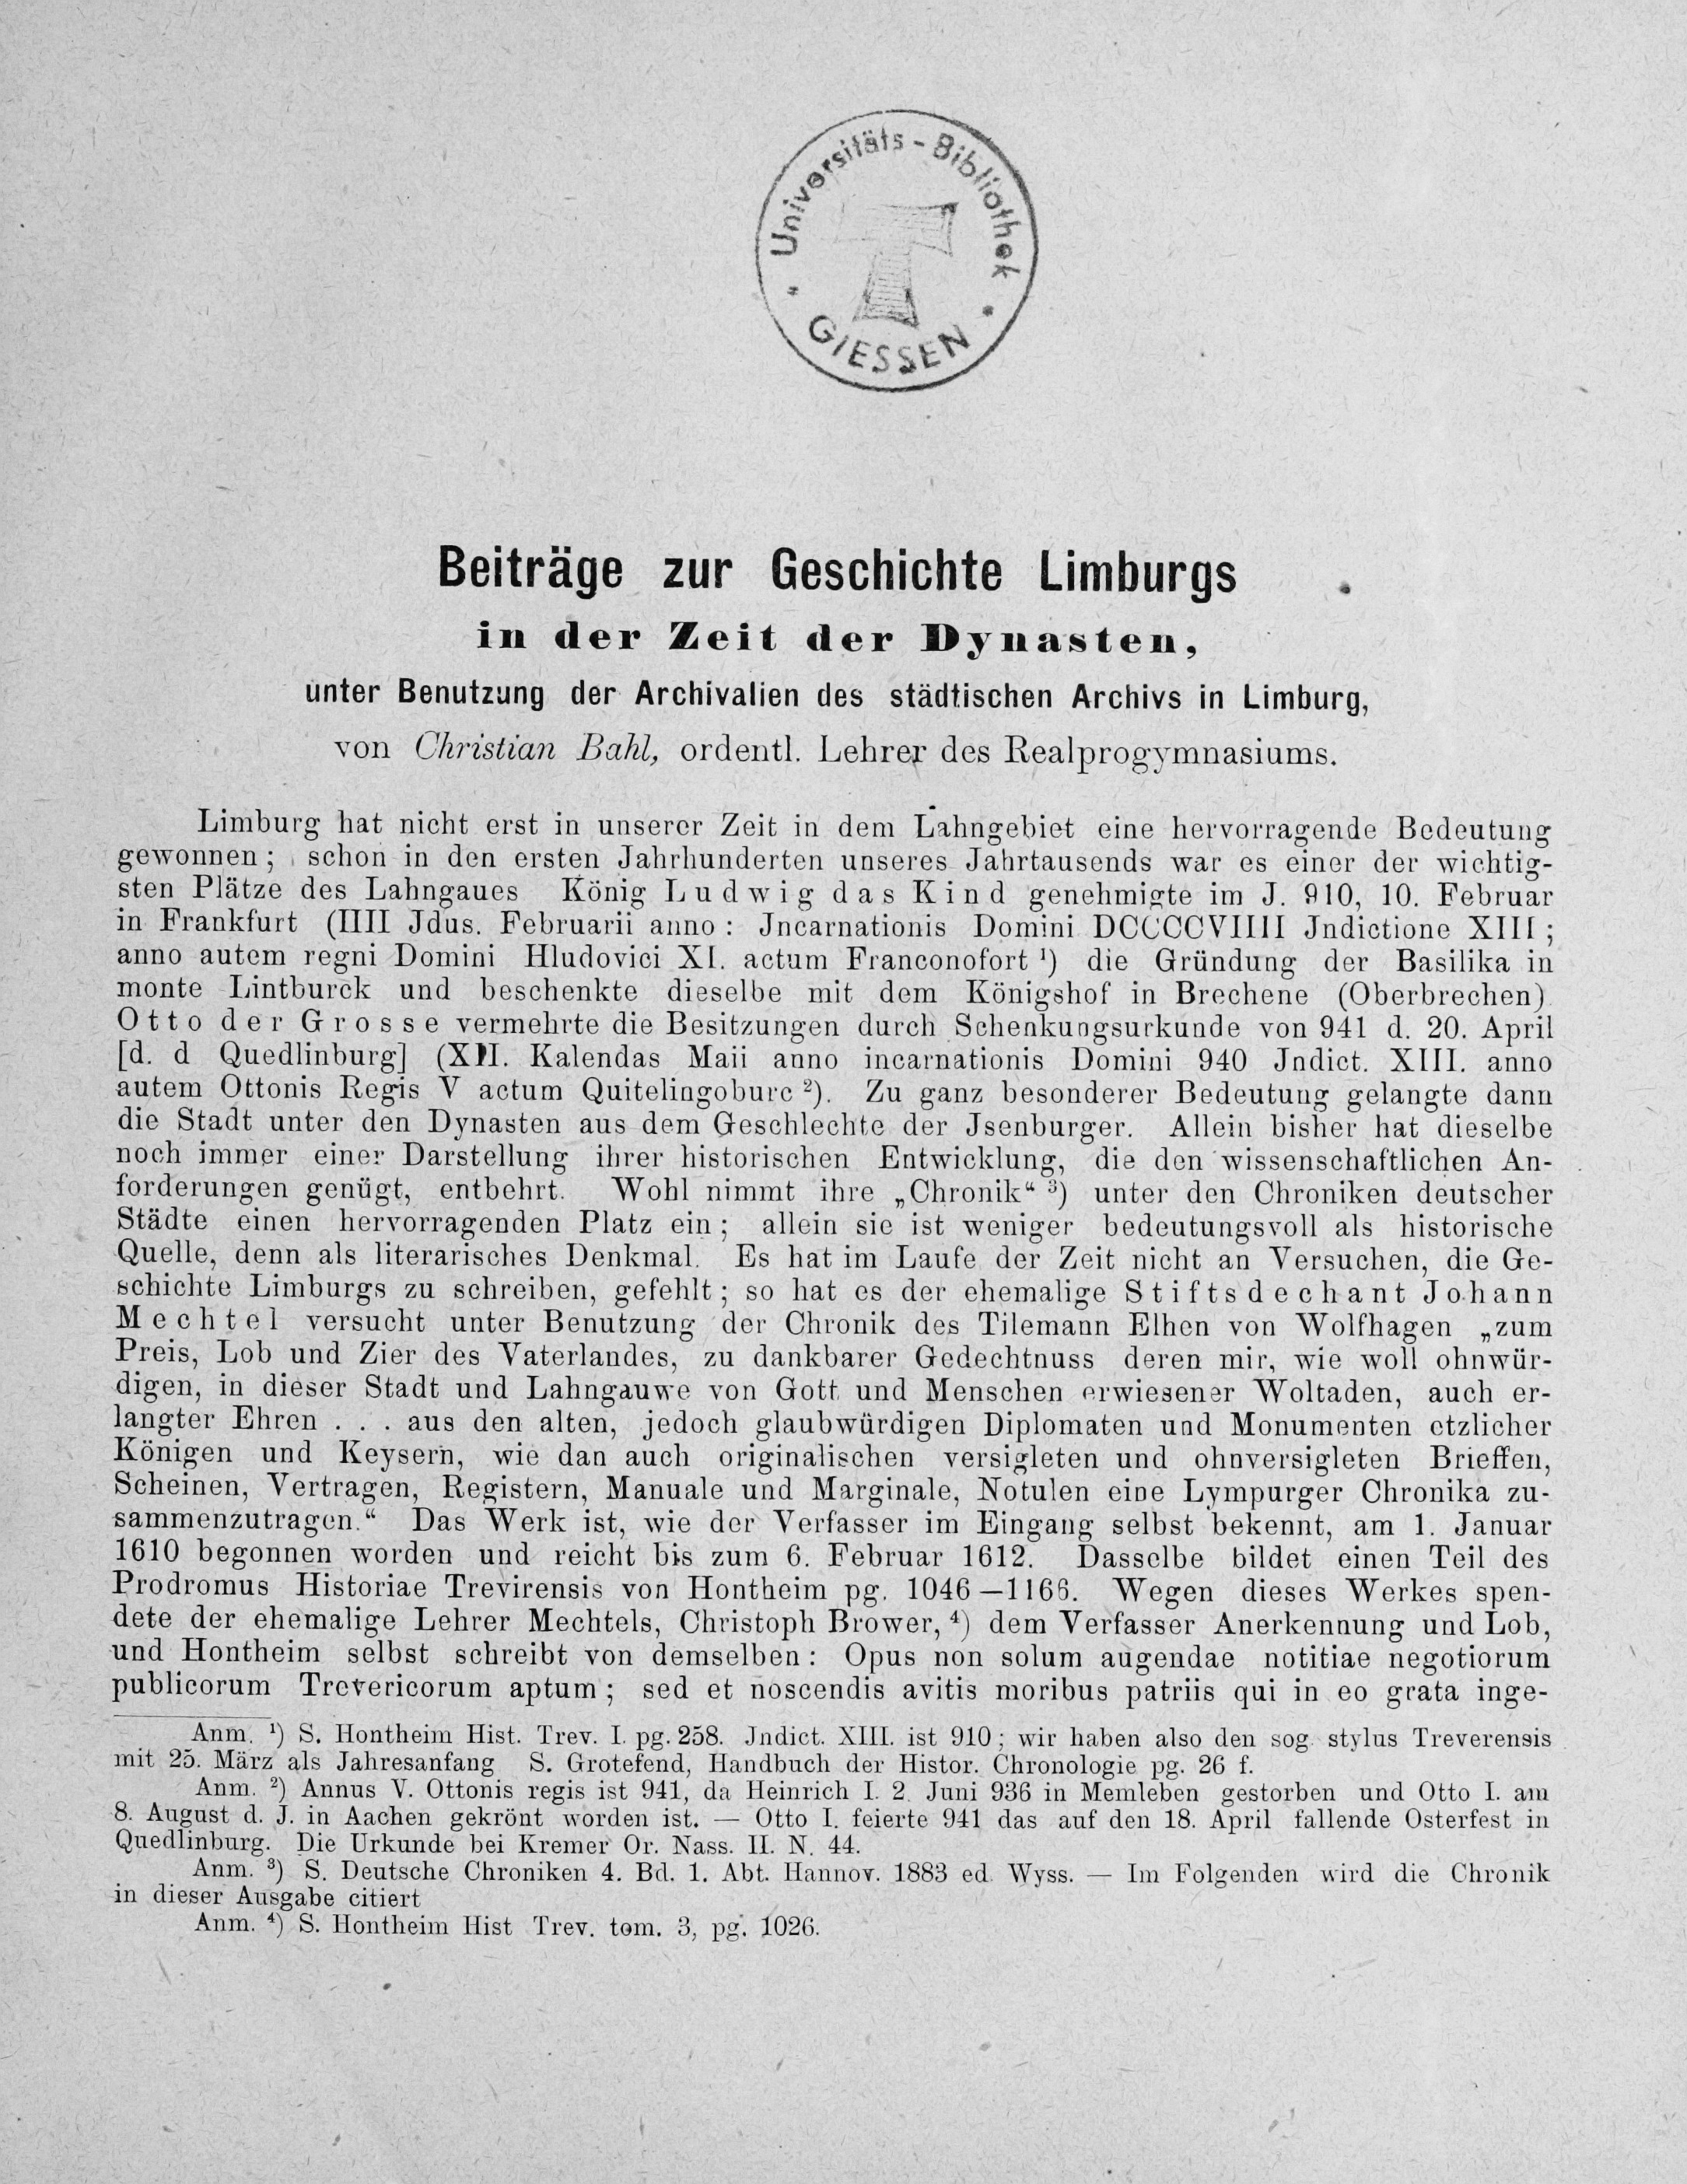 Universitäts-Bibliothek
GIESSEN
Beiträge zur Geschichte Limburgs
in der Zeit der Dynasten,
unter Benutzung der Archivalien des städtischen Archivs in Limburg,
von Christian Bahl, ordentl. Lehrer des Realprogymnasiums.
Limburg hat nicht erst in unserer Zeit in dem Lahngebiet eine hervorragende Bedeutung
gewonnen; schon in den ersten Jahrhunderten unseres Jahrtausends war es einer der wichtig-
sten Plätze des Lahngaues König Ludwig das Kind genehmigte im J. 910, 10. Februar
in Frankfurt (IIII Jdus. Februarii anno: Jncarnationis Domini DCCCCVIIII Jndictione XIII;
anno autem regni Domini Hludovici XI. actum Franconofort ¹) die Gründung der Basilika in
monte Lintburck und beschenkte dieselbe mit dem Königshof in Brechene (Oberbrechen)
Otto der Grosse vermehrte die Besitzungen durch Schenkungsurkunde von 941 d. 20. April
[d. d Quedlinburg] (XII. Kalendas Maii anno incarnationis Domini 940 Jndict. XIII. anno
autem Ottonis Regis V actum Quitelingoburc ²). Zu ganz besonderer Bedeutung gelangte dann
die Stadt unter den Dynasten aus dem Geschlechte der Jsenburger. Allein bisher hat dieselbe
noch immer einer Darstellung ihrer historischen Entwicklung, die den wissenschaftlichen An-
forderungen genügt, entbehrt. Wohl nimmt ihre „Chronik“ ³) unter den Chroniken deutscher
Städte einen hervorragenden Platz ein; allein sie ist weniger bedeutungsvoll als historische
Quelle, denn als literarisches Denkmal. Es hat im Laufe der Zeit nicht an Versuchen, die Ge-
schichte Limburgs zu schreiben, gefehlt; so hat es der ehemalige Stiftsdechant Johann
Mechtel versucht unter Benutzung der Chronik des Tilemann Elhen von Wolfhagen „zum
Preis, Lob und Zier des Vaterlandes, zu dankbarer Gedechtnuss deren mir, wie woll ohnwür-
digen, in dieser Stadt und Lahngauwe von Gott und Menschen erwiesener Woltaden, auch er-
langter Ehren . . . aus den alten, jedoch glaubwürdigen Diplomaten und Monumenten etzlicher
Königen und Keysern, wie dan auch originalischen versigleten und ohnversigleten Brieffen,
Scheinen, Vertragen, Registern, Manuale und Marginale, Notulen eine Lympurger Chronika zu-
sammenzutragen.“ Das Werk ist, wie der Verfasser im Eingang selbst bekennt, am 1. Januar
1610 begonnen worden und reicht bis zum 6. Februar 1612. Dasselbe bildet einen Teil des
Prodromus Historiae Trevirensis von Hontheim pg. 1046—1166. Wegen dieses Werkes spen-
dete der ehemalige Lehrer Mechtels, Christoph Brower, ⁴) dem Verfasser Anerkennung und Lob,
und Hontheim selbst schreibt von demselben: Opus non solum augendae notitiae negotiorum
publicorum Trevericorum aptum; sed et noscendis avitis moribus patriis qui in eo grata inge-
Anm. ¹) S. Hontheim Hist. Trev. I. pg. 258. Jndict. XIII. ist 910; wir haben also den sog stylus Treverensis
mit 25. März als Jahresanfang S. Grotefend, Handbuch der Histor. Chronologie pg. 26 f.
Anm. ²) Annus V. Ottonis regis ist 941, da Heinrich I. 2. Juni 936 in Memleben gestorben und Otto I. am
8. August d. J. in Aachen gekrönt worden ist. — Otto I. feierte 941 das auf den 18. April fallende Osterfest in
Quedlinburg. Die Urkunde bei Kremer Or. Nass. II. N. 44.
Anm. ³) S. Deutsche Chroniken 4. Bd. 1. Abt. Hannov. 1883 ed. Wyss. — Im Folgenden wird die Chronik
in dieser Ausgabe citiert
Anm. ⁴) S. Hontheim Hist Trev. tom. 3, pg. 1026.